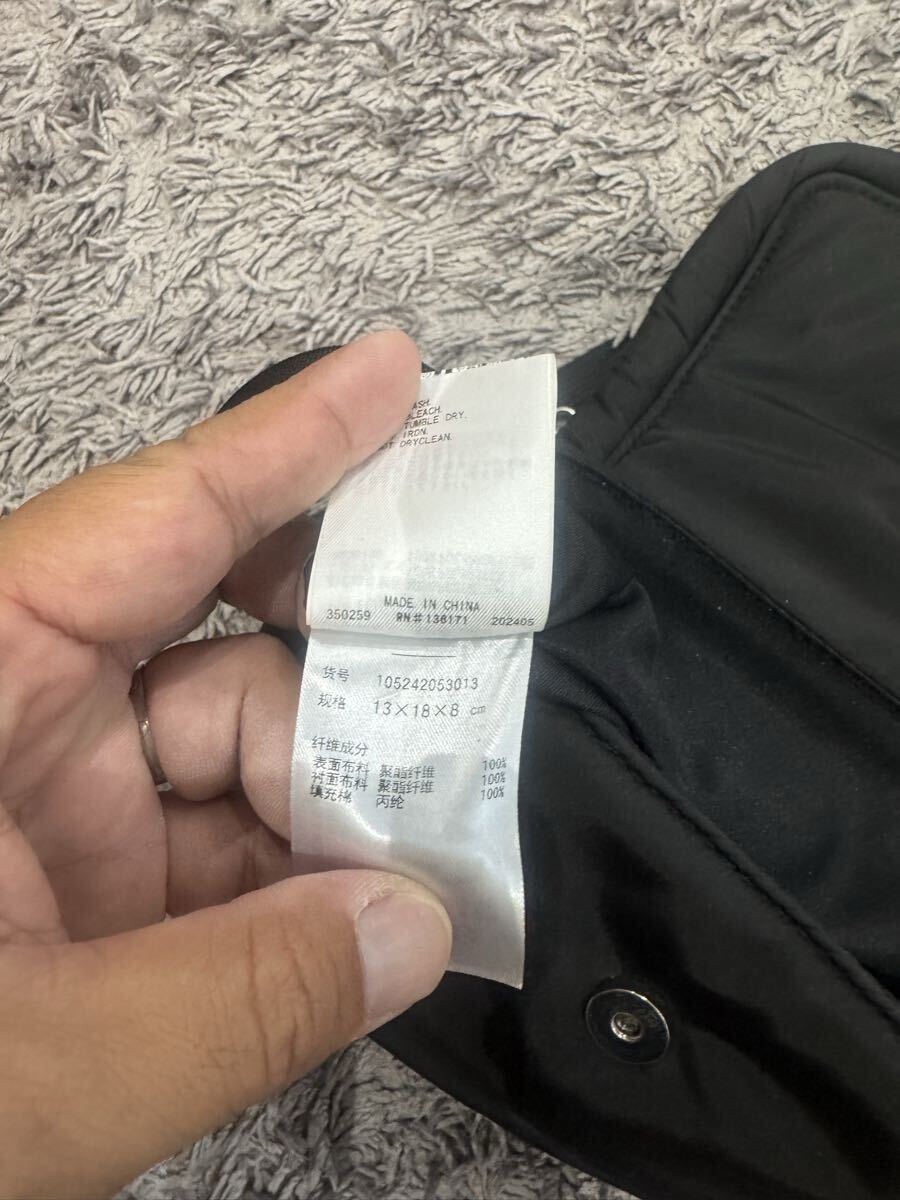 ASH.
BLEACH.
TUMBLE DRY.
IRON.
DRYCLEAN.
MADE IN CHINA
350259 RN#136171 202405
货号 105242053013
规格 13×18×8 cm
纤维成分
表面布料 聚酯纤维 100%
衬面布料 聚酯纤维 100%
填充棉 丙纶 100%